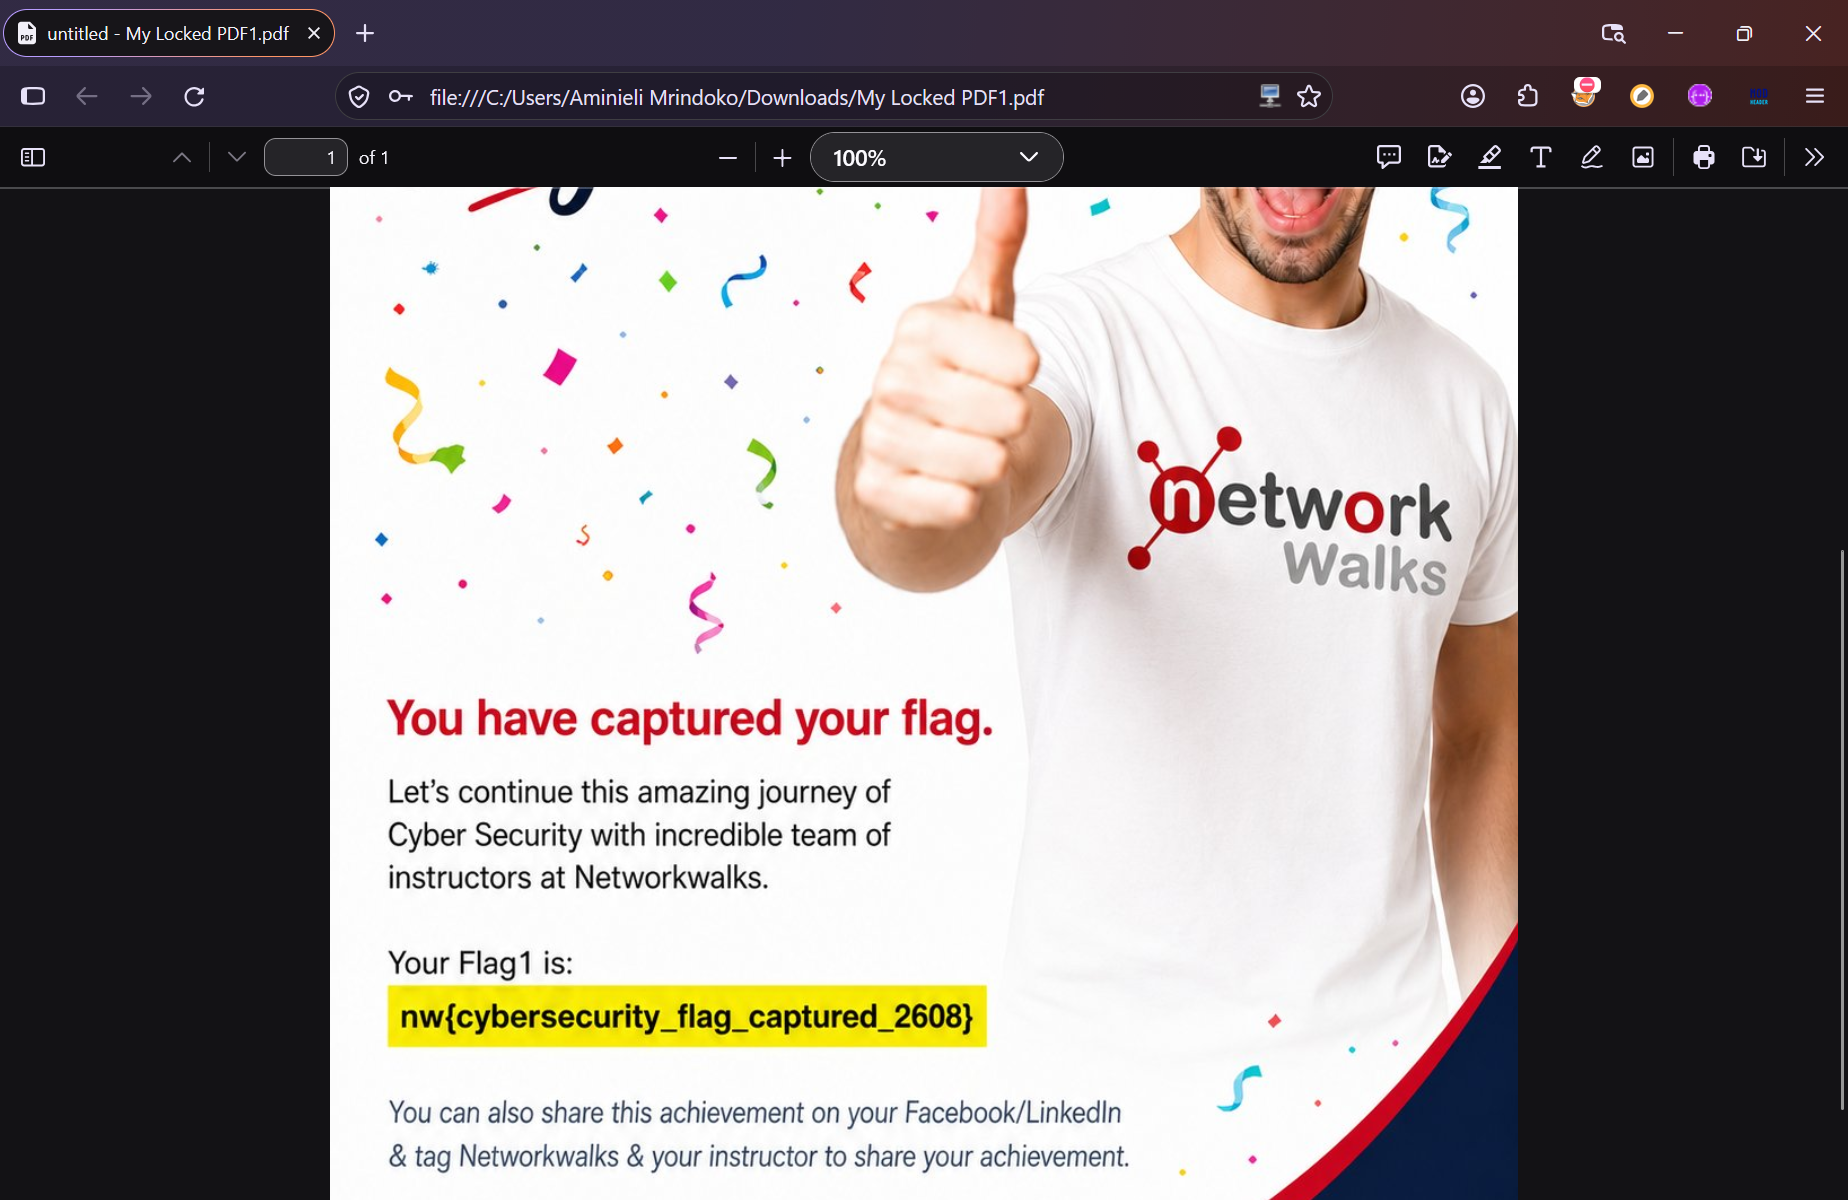 untitled - My Locked PDF1.pdf
file:///C:/Users/Aminieli Mrindoko/Downloads/My Locked PDF1.pdf
1 of 1
100%
network
Walks
You have captured your flag.
Let's continue this amazing journey of
Cyber Security with incredible team of
instructors at Networkwalks.
Your Flag1 is:
nw{cybersecurity_flag_captured_2608}
You can also share this achievement on your Facebook/LinkedIn
& tag Networkwalks & your instructor to share your achievement.